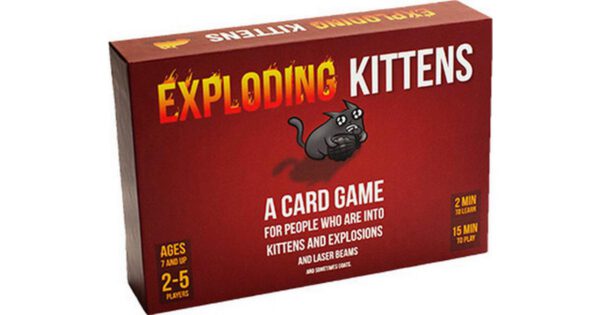 EXPLODING
KITTENS
EXPLODING KITTENS
A CARD GAME
FOR PEOPLE WHO ARE INTO
KITTENS AND EXPLOSIONS
AND LASER BEAMS
AND SOMETIMES GOATS.
AGES
7 AND UP
2-5
PLAYERS
2 MIN
TO LEARN
15 MIN
TO PLAY